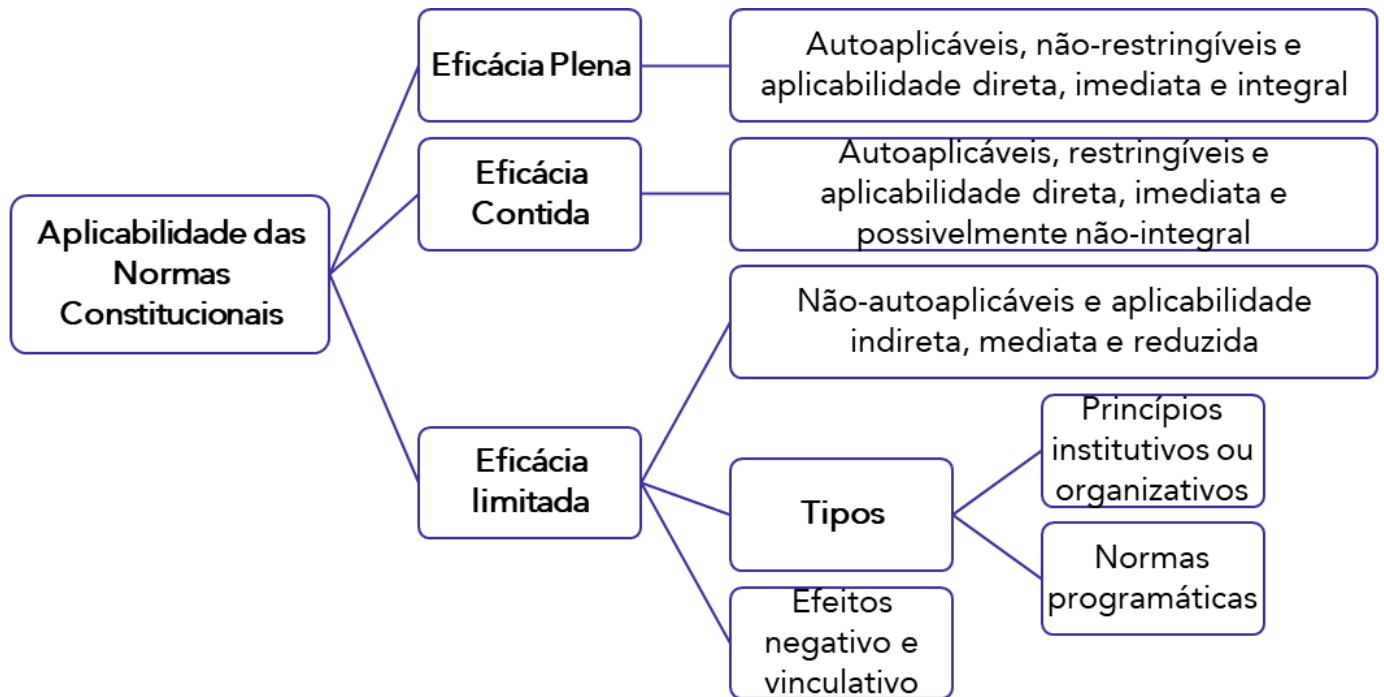 Aplicabilidade das
Normas
Constitucionais
Eficácia Plena
Autoaplicáveis, não-restringíveis e
aplicabilidade direta, imediata e integral
Eficácia
Contida
Autoaplicáveis, restringíveis e
aplicabilidade direta, imediata e
possivelmente não-integral
Eficácia
limitada
Não-autoaplicáveis e aplicabilidade
indireta, mediata e reduzida
Tipos
Princípios
institutivos ou
organizativos
Normas
programáticas
Efeitos
negativo e
vinculativo